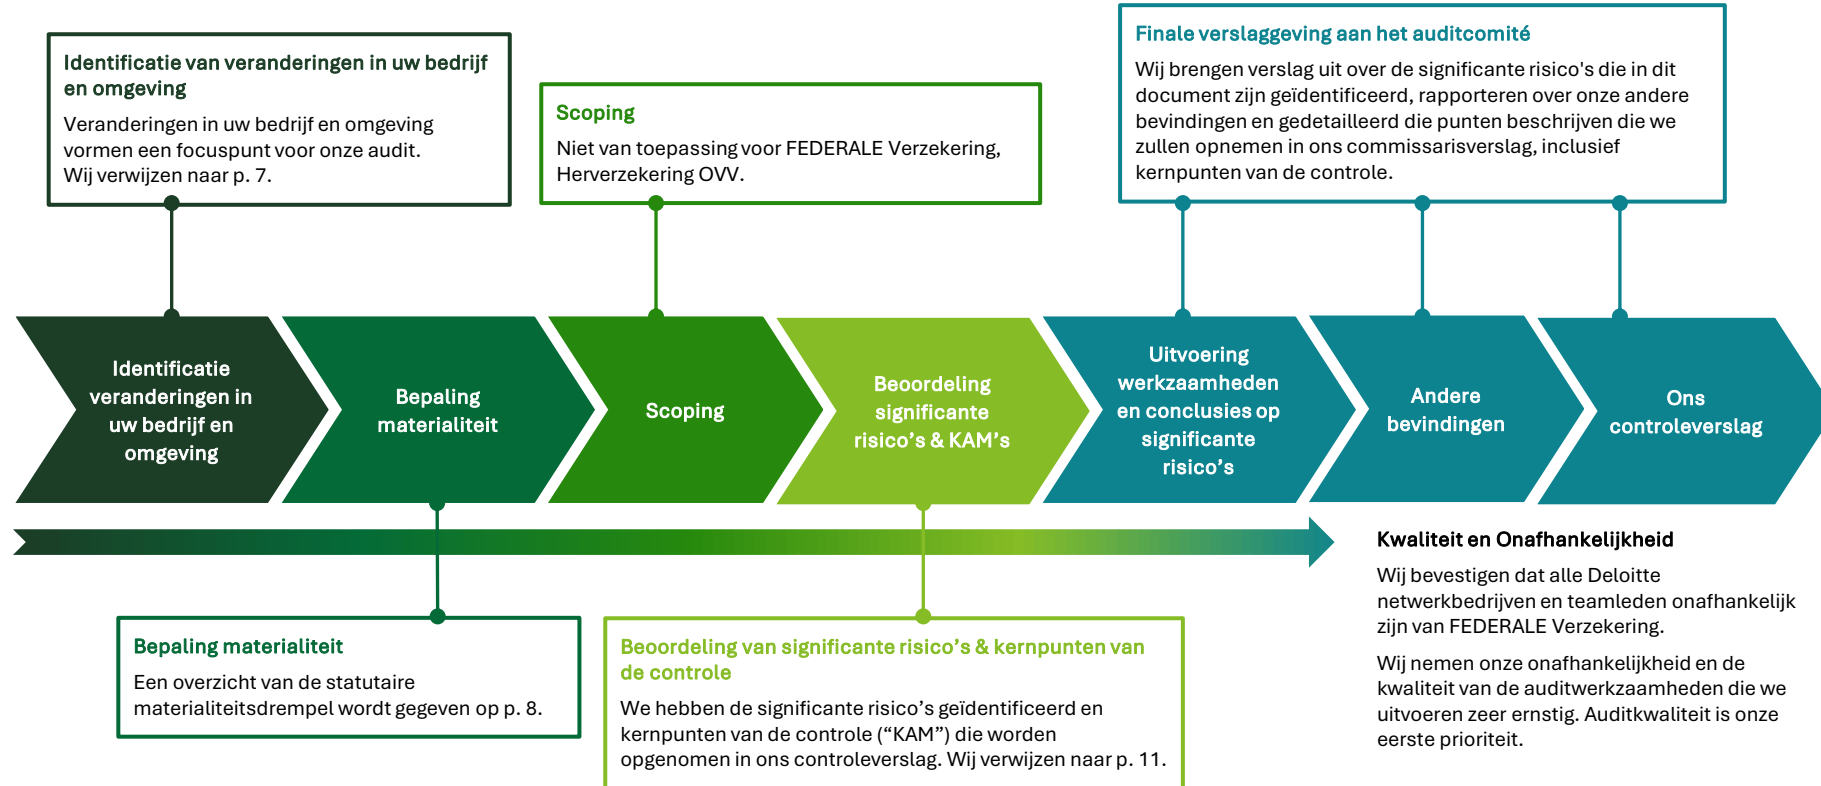 Identificatie van veranderingen in uw bedrijf
en omgeving
Veranderingen in uw bedrijf en omgeving
vormen een focuspunt voor onze audit.
Wij verwijzen naar p. 7.
Scoping
Niet van toepassing voor FEDERALE Verzekering,
Herverzekering OVV.
Finale verslaggeving aan het auditcomité
Wij brengen verslag uit over de significante risico's die in dit
document zijn geïdentificeerd, rapporteren over onze andere
bevindingen en gedetailleerd die punten beschrijven die we
zullen opnemen in ons commissarisverslag, inclusief
kernpunten van de controle.
Identificatie
veranderingen in
uw bedrijf en
omgeving
Bepaling
materialiteit
Scoping
Beoordeling
significante
risico’s & KAM’s
Uitvoering
werkzaamheden
en conclusies op
significante
risico’s
Andere
bevindingen
Ons
controleverslag
Bepaling materialiteit
Een overzicht van de statutaire
materialiteitsdrempel wordt gegeven op p. 8.
Beoordeling van significante risico’s & kernpunten van
de controle
We hebben de significante risico’s geïdentificeerd en
kernpunten van de controle (“KAM”) die worden
opgenomen in ons controleverslag. Wij verwijzen naar p. 11.
Kwaliteit en Onafhankelijkheid
Wij bevestigen dat alle Deloitte
netwerkbedrijven en teamleden onafhankelijk
zijn van FEDERALE Verzekering.
Wij nemen onze onafhankelijkheid en de
kwaliteit van de auditwerkzaamheden die we
uitvoeren zeer ernstig. Auditkwaliteit is onze
eerste prioriteit.